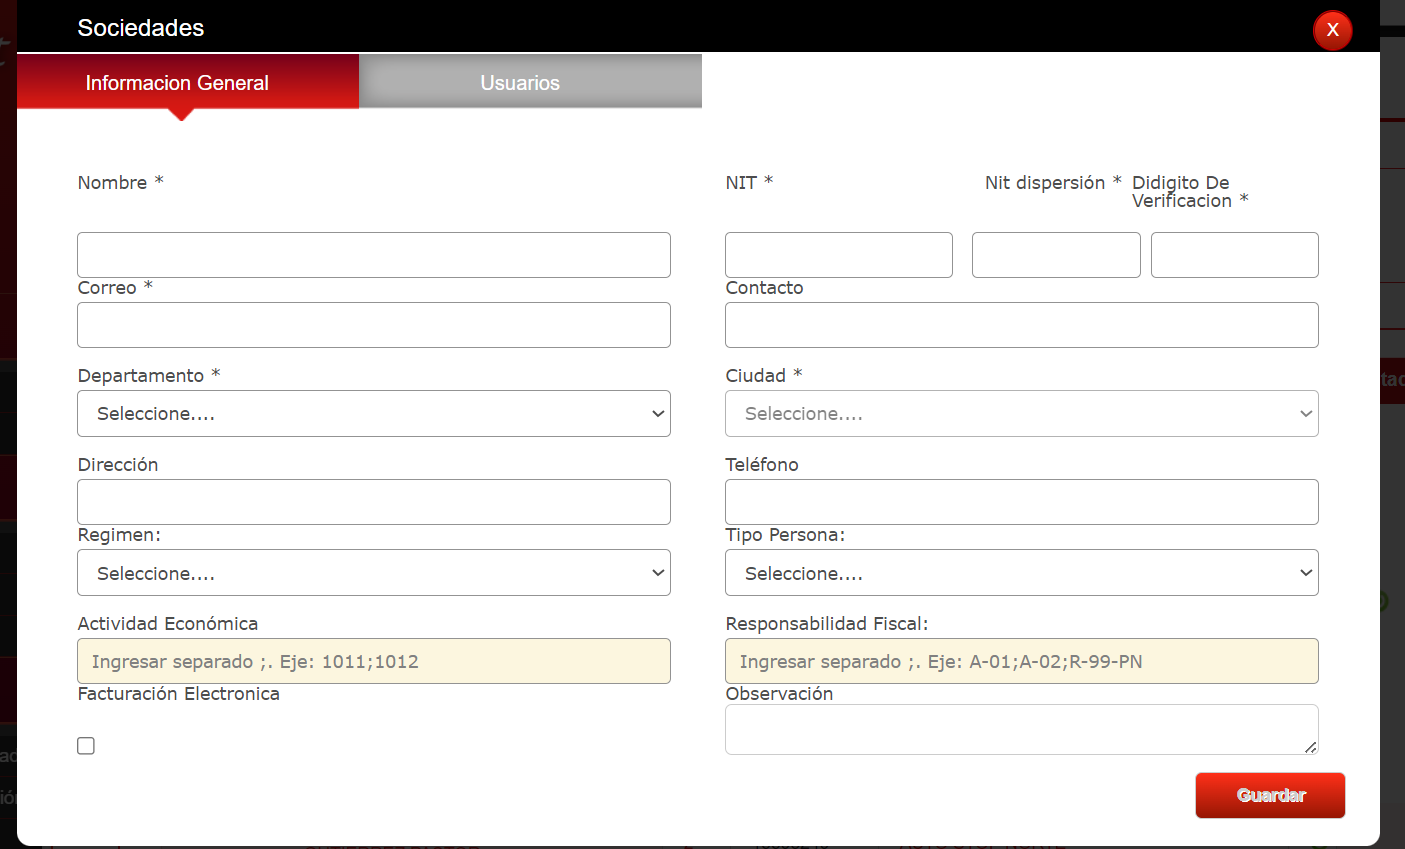 Sociedades
X
Informacion General
Usuarios
Nombre *
NIT *
Nit dispersión *
Didigito De
Verificacion *
Correo *
Contacto
Departamento *
Ciudad *
Seleccione....
Seleccione....
Dirección
Teléfono
Regimen:
Tipo Persona:
Seleccione....
Seleccione....
Actividad Económica
Responsabilidad Fiscal:
Ingresar separado ;. Eje: 1011;1012
Ingresar separado ;. Eje: A-01;A-02;R-99-PN
Facturación Electronica
Observación
Guardar